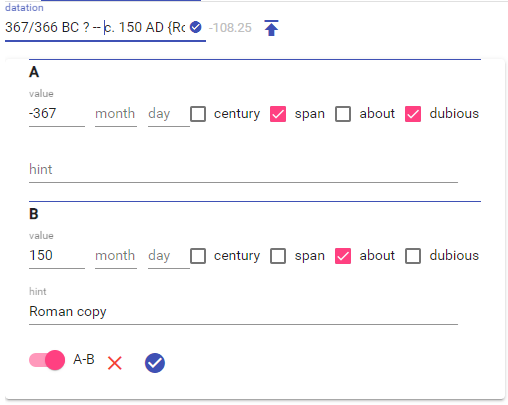 datation
367/366 BC ? -- c. 150 AD {Ro -108.25
A
value
-367 month day century span about dubious
hint
B
value
150 month day century span about dubious
hint
Roman copy
A-B